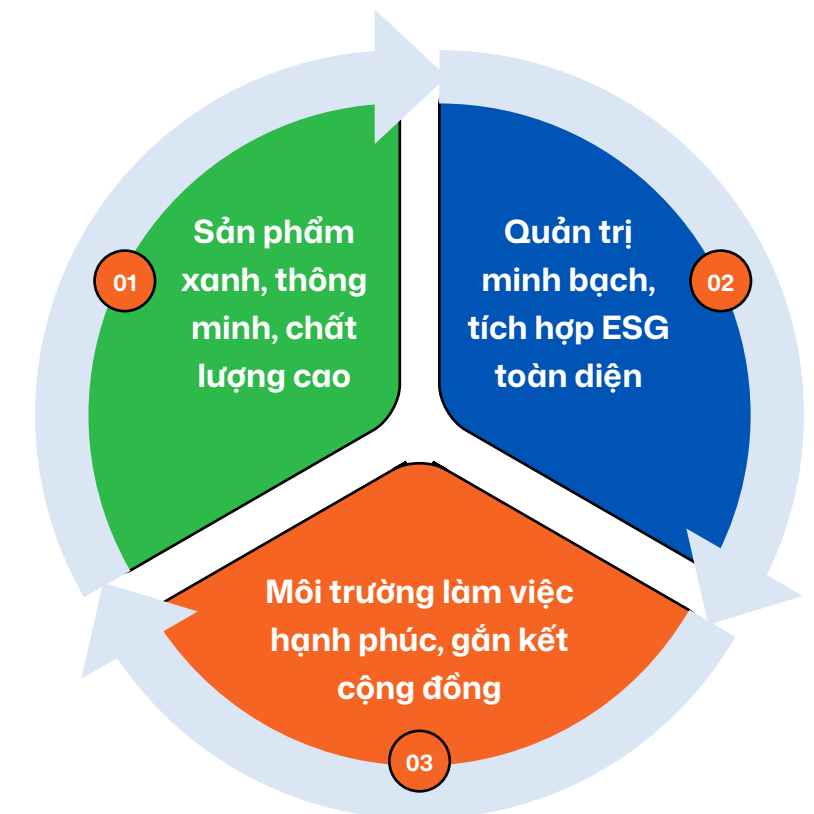 01
Sản phẩm
xanh, thông
minh, chất
lượng cao
Quản trị
minh bạch,
tích hợp ESG
toàn diện
02
Môi trường làm việc
hạnh phúc, gắn kết
cộng đồng
03